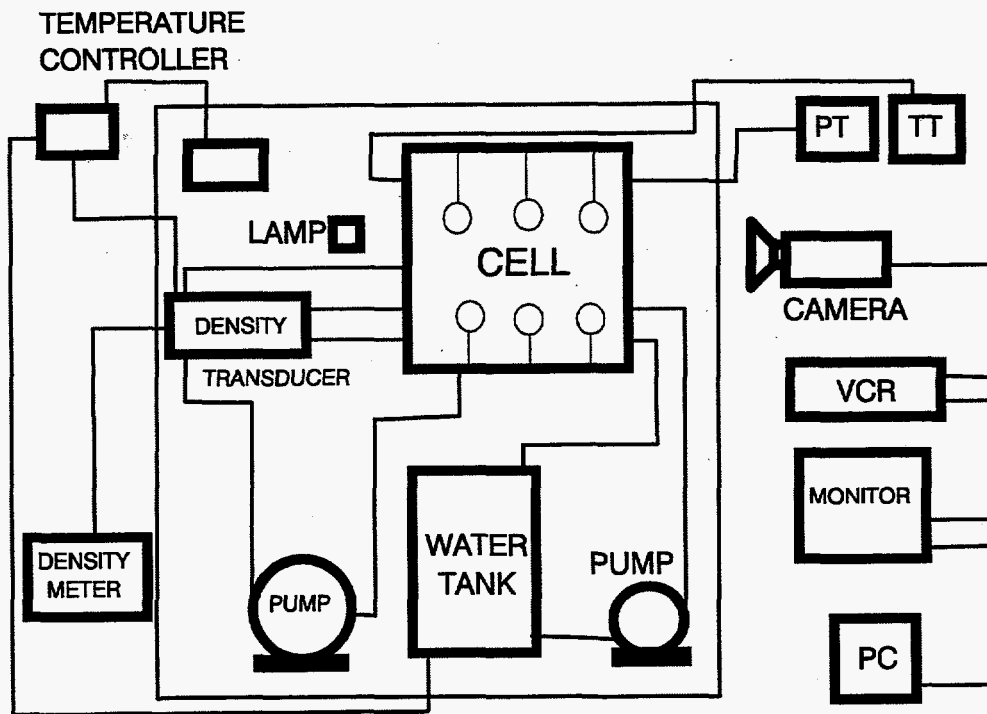 TEMPERATURE
CONTROLLER
PT
TT
LAMP
CELL
CAMERA
DENSITY
TRANSDUCER
VCR
MONITOR
WATER
TANK
PUMP
DENSITY
METER
PUMP
PC